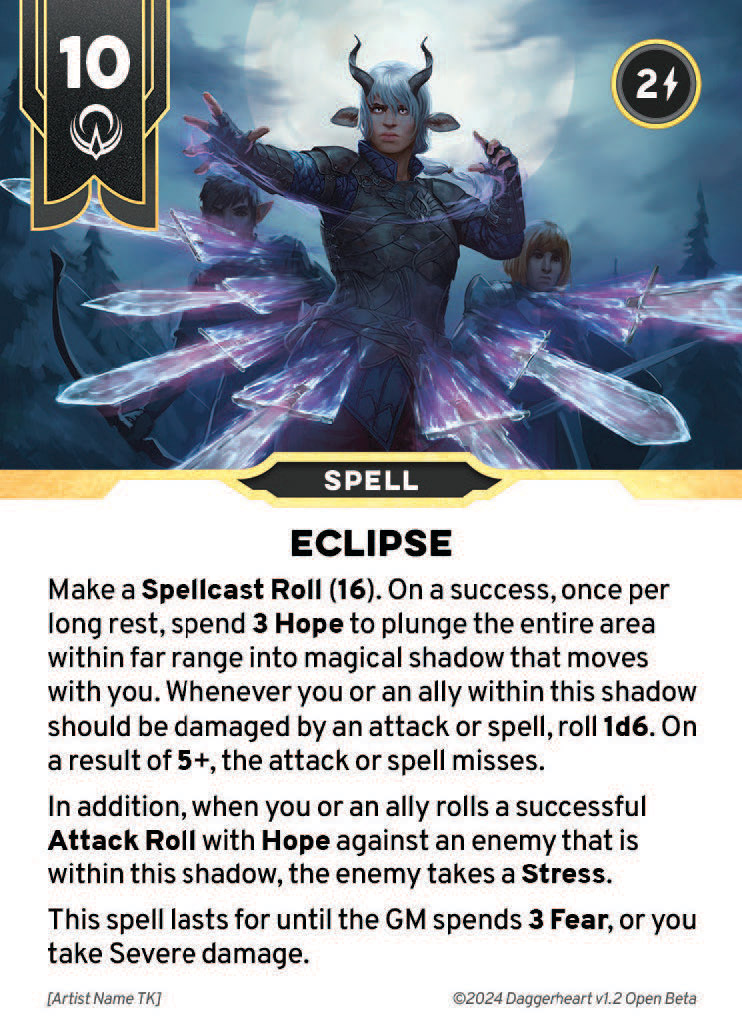 10
2
SPELL
ECLIPSE
Make a Spellcast Roll (16). On a success, once per
long rest, spend 3 Hope to plunge the entire area
within far range into magical shadow that moves
with you. Whenever you or an ally within this shadow
should be damaged by an attack or spell, roll 1d6. On
a result of 5+, the attack or spell misses.
In addition, when you or an ally rolls a successful
Attack Roll with Hope against an enemy that is
within this shadow, the enemy takes a Stress.
This spell lasts for until the GM spends 3 Fear, or you
take Severe damage.
[Artist Name TK]
©2024 Daggerheart v1.2 Open Beta